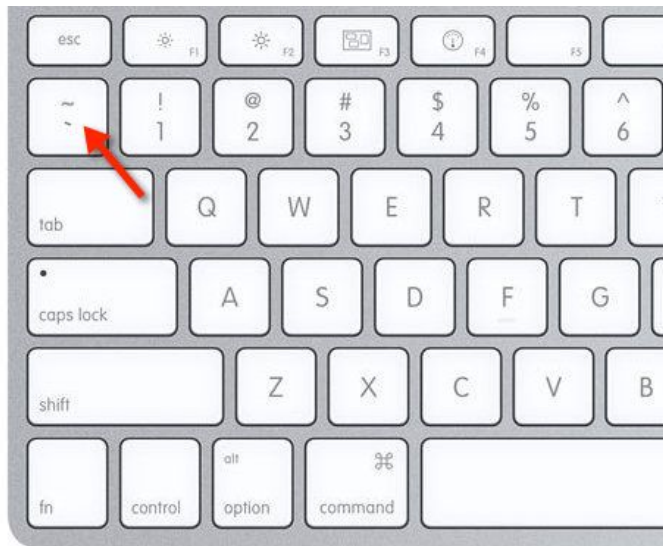 esc F1 F2 F3 F4 F5
~ ! @ # $ % ^
` 1 2 3 4 5 6
tab Q W E R T
caps lock A S D F G
shift Z X C V B
alt ⌘
fn control option command